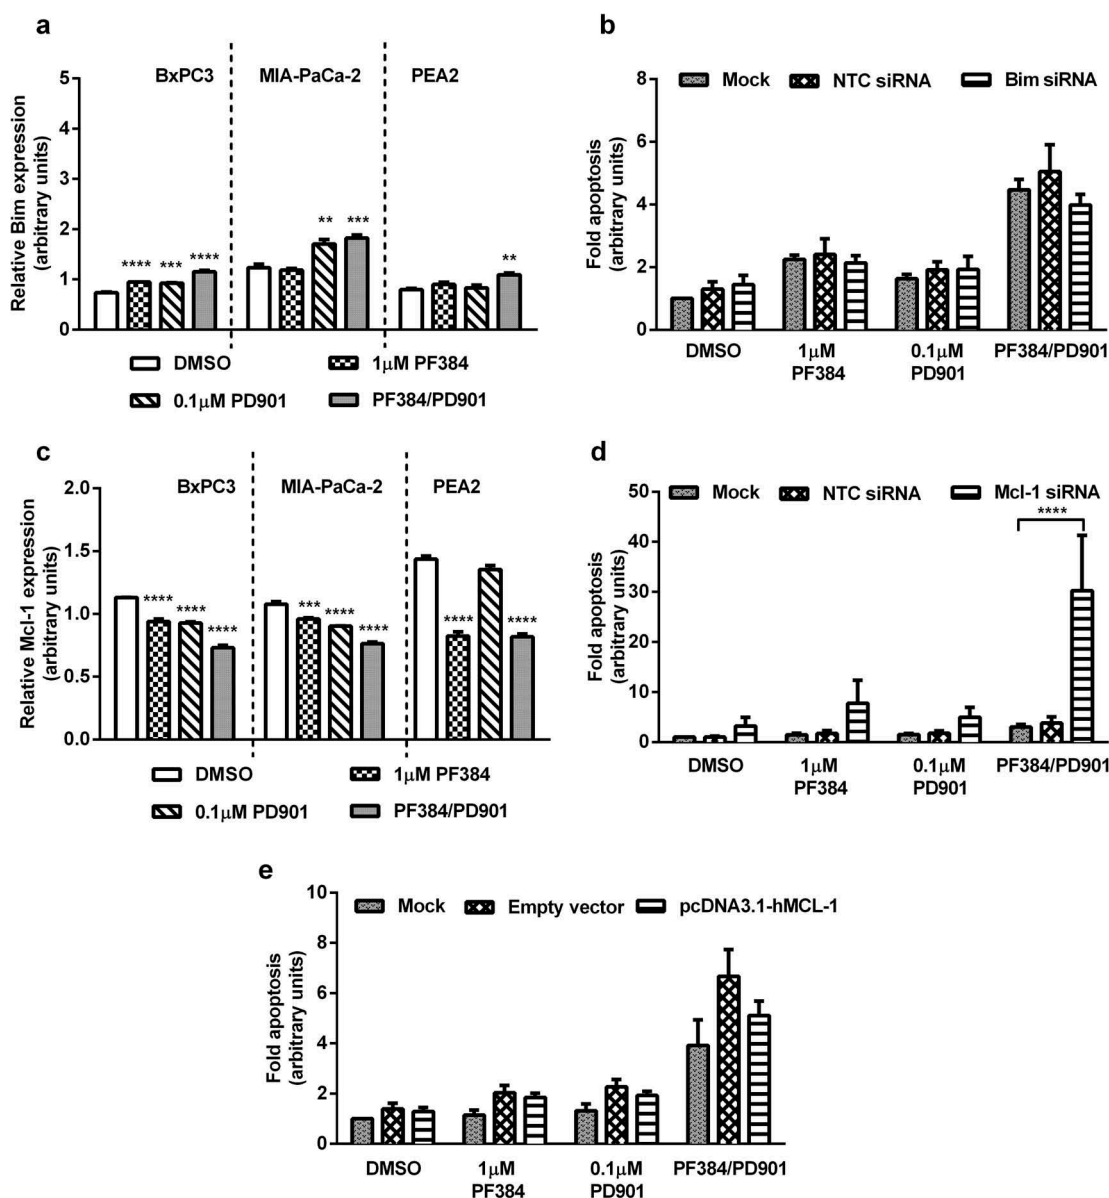 a
BxPC3
MIA-PaCa-2
PEA2
Relative Bim expression
(arbitrary units)
5
4
3
2
1
0
**** *** ****
** ***
**
DMSO
1µM PF384
0.1µM PD901
PF384/PD901
b
Mock
NTC siRNA
Bim siRNA
Fold apoptosis
(arbitrary units)
8
6
4
2
0
DMSO
1µM
PF384
0.1µM
PD901
PF384/PD901
c
BxPC3
MIA-PaCa-2
PEA2
Relative Mcl-1 expression
(arbitrary units)
2.0
1.5
1.0
0.5
0.0
**** **** ****
*** **** ****
**** ****
DMSO
1µM PF384
0.1µM PD901
PF384/PD901
d
Mock
NTC siRNA
Mcl-1 siRNA
Fold apoptosis
(arbitrary units)
50
40
30
20
10
0
****
DMSO
1µM
PF384
0.1µM
PD901
PF384/PD901
e
Mock
Empty vector
pcDNA3.1-hMCL-1
Fold apoptosis
(arbitrary units)
10
8
6
4
2
0
DMSO
1µM
PF384
0.1µM
PD901
PF384/PD901